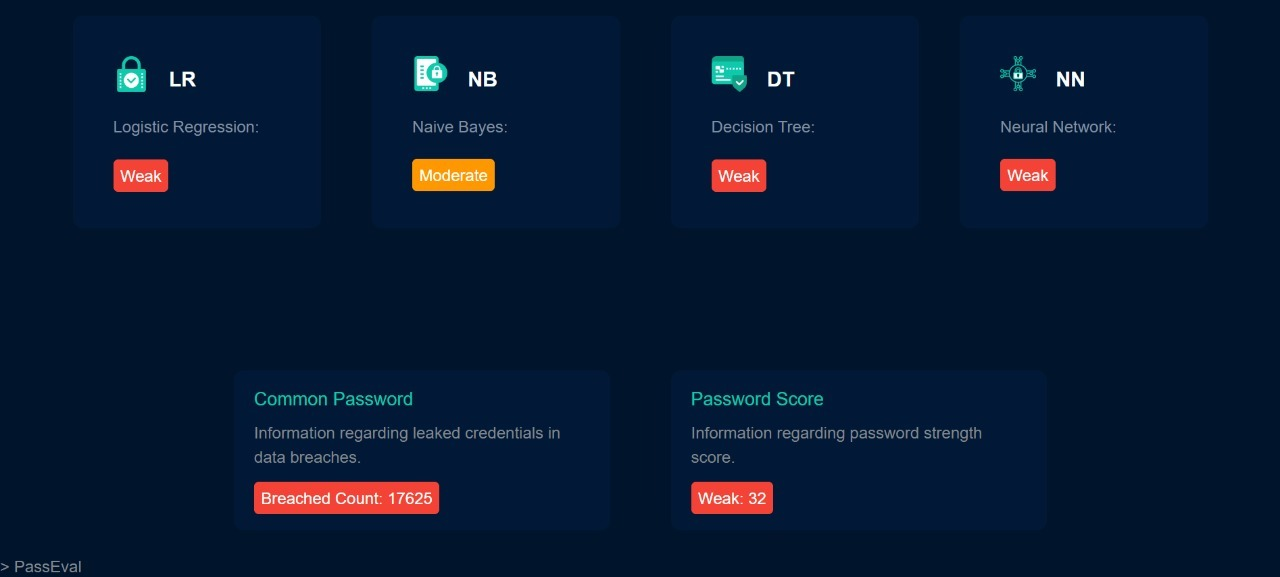 LR
Logistic Regression:
Weak
NB
Naive Bayes:
Moderate
DT
Decision Tree:
Weak
NN
Neural Network:
Weak
Common Password
Information regarding leaked credentials in
data breaches.
Breached Count: 17625
Password Score
Information regarding password strength
score.
Weak: 32
> PassEval